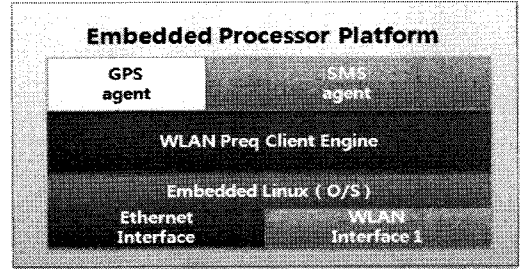 Embedded Processor Platform
GPS
agent
SMS
agent
WLAN Preq Client Engine
Embedded Linux ( O/S )
Ethernet
Interface
WLAN
Interface 1